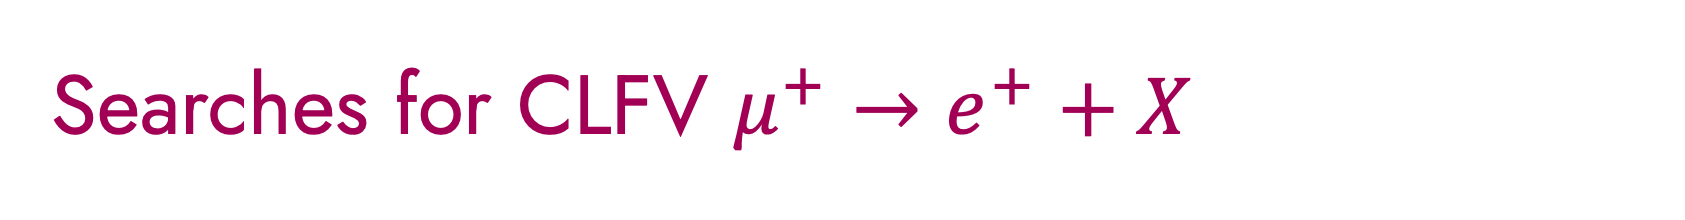 Searches for CLFV μ⁺ → e⁺ + X